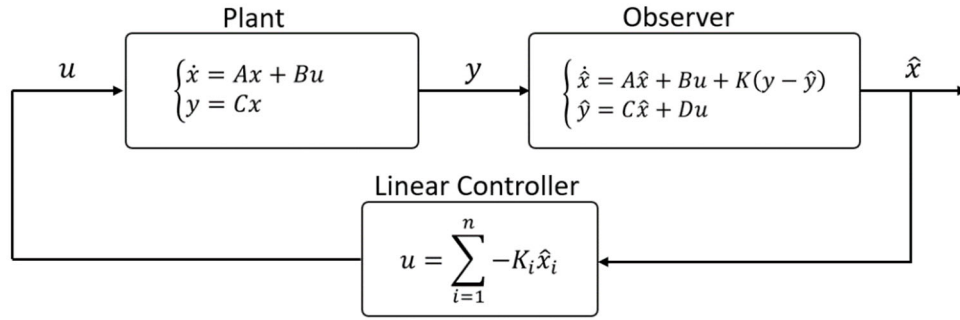 Plant
Observer
u
{ẋ = Ax + Bu
y = Cx
y
{x̂̇ = Ax̂ + Bu + K(y − ŷ)
ŷ = Cx̂ + Du
x̂
Linear Controller
u = ∑_{i=1}^{n} −K_i x̂_i